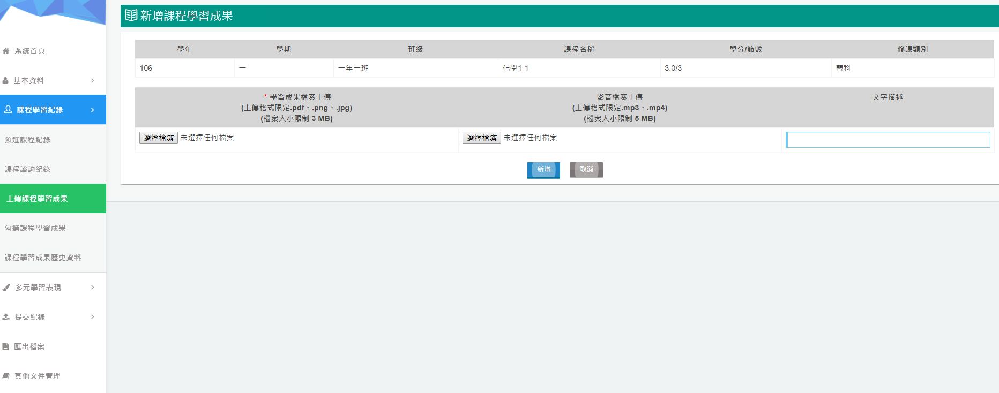 新增課程學習成果
系統首頁
基本資料
課程學習紀錄
預選課程紀錄
課程諮詢紀錄
上傳課程學習成果
勾選課程學習成果
課程學習成果歷史資料
多元學習表現
提交紀錄
匯出檔案
其他文件管理
學年 學期 班級 課程名稱 學分/節數 修課類別
106 一 一年一班 化學1-1 3.0/3 轉科
* 學習成果檔案上傳
(上傳格式限定.pdf、.png、.jpg)
(檔案大小限制 3 MB)
影音檔案上傳
(上傳格式限定.mp3、.mp4)
(檔案大小限制 5 MB)
文字描述
選擇檔案 未選擇任何檔案
選擇檔案 未選擇任何檔案
新增 取消